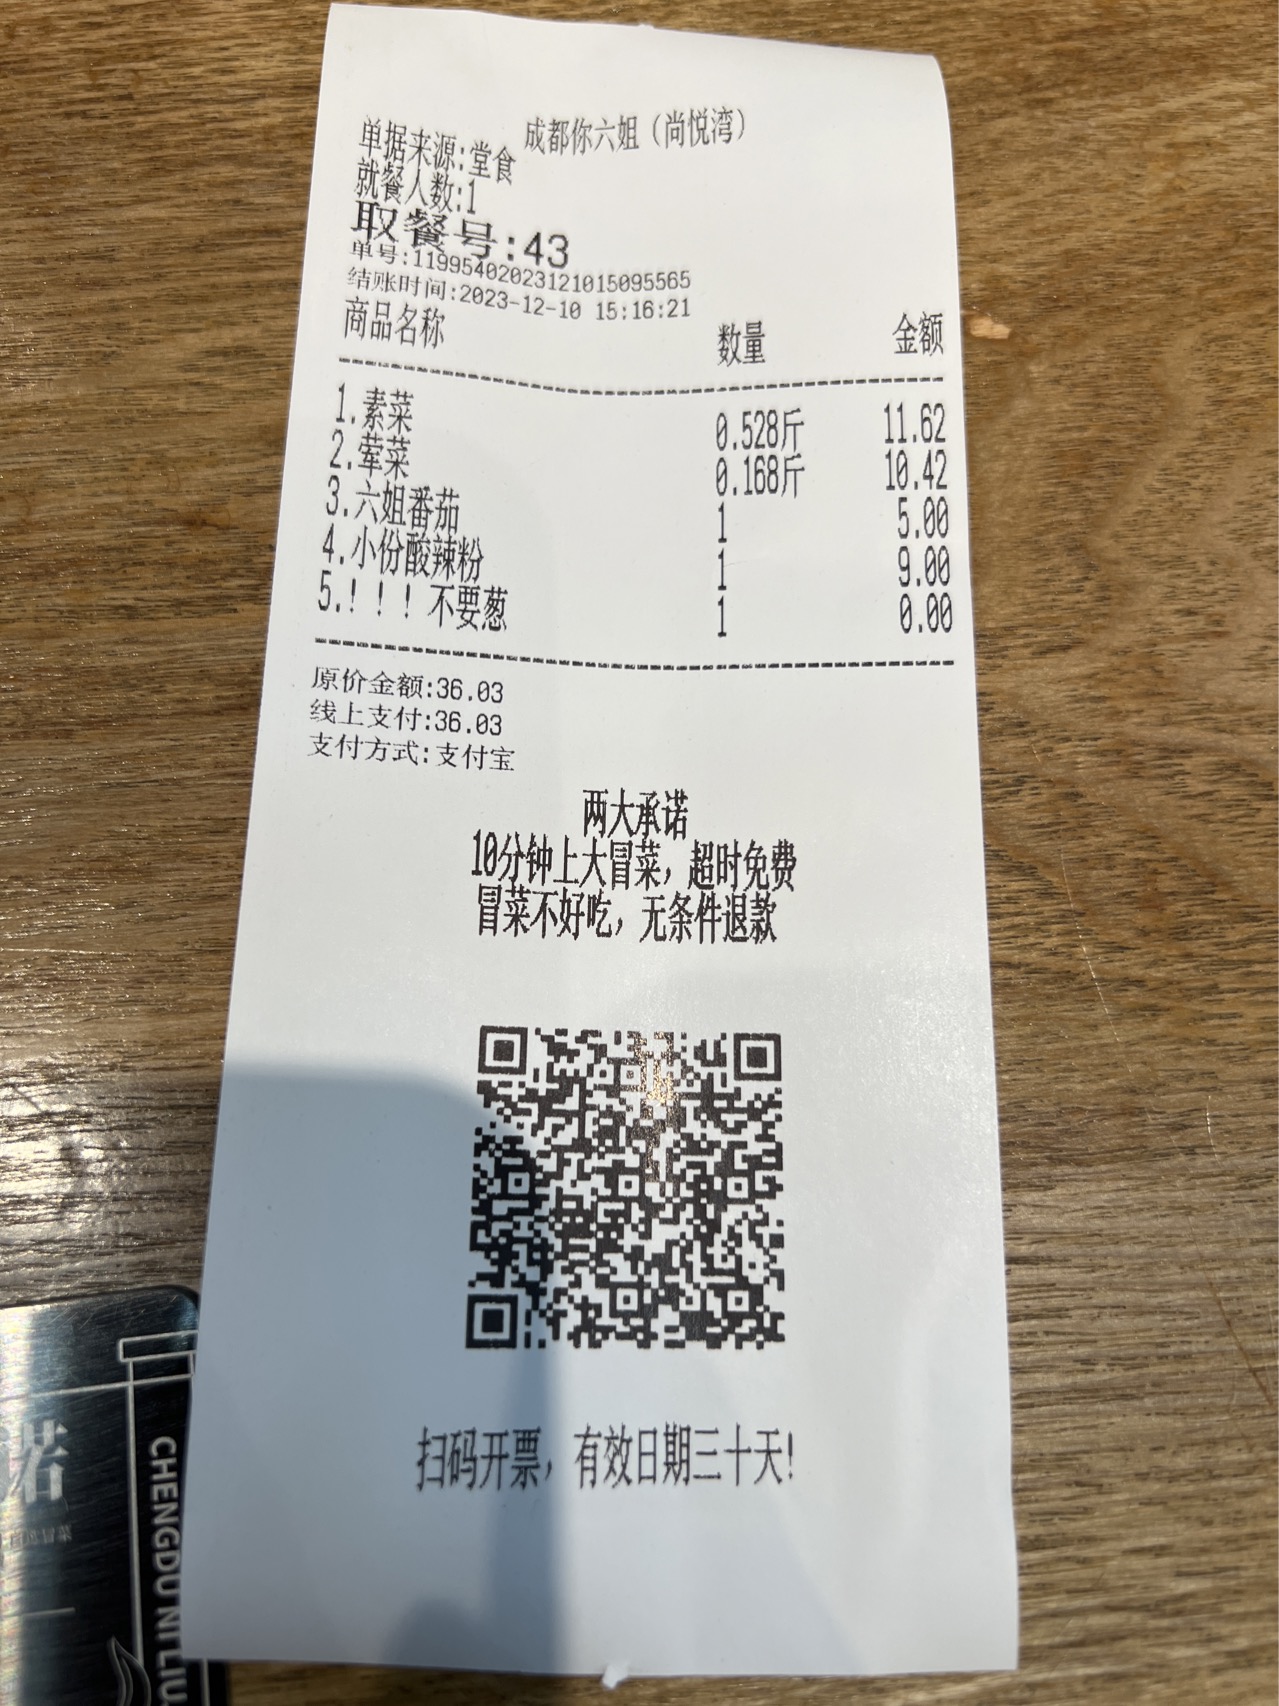 成都你六姐（尚悦湾）
单据来源:堂食
就餐人数:1
取餐号:43
单号:11995402023121015095565
结账时间:2023-12-10 15:16:21
商品名称 数量 金额
1.素菜 0.528斤 11.62
2.荤菜 0.168斤 10.42
3.六姐番茄 1 5.00
4.小份酸辣粉 1 9.00
5.！！！不要葱 1 0.00
原价金额:36.03
线上支付:36.03
支付方式:支付宝
两大承诺
10分钟上大冒菜，超时免费
冒菜不好吃，无条件退款
扫码开票，有效日期三十天!
诺
CHENGDU NI LIU